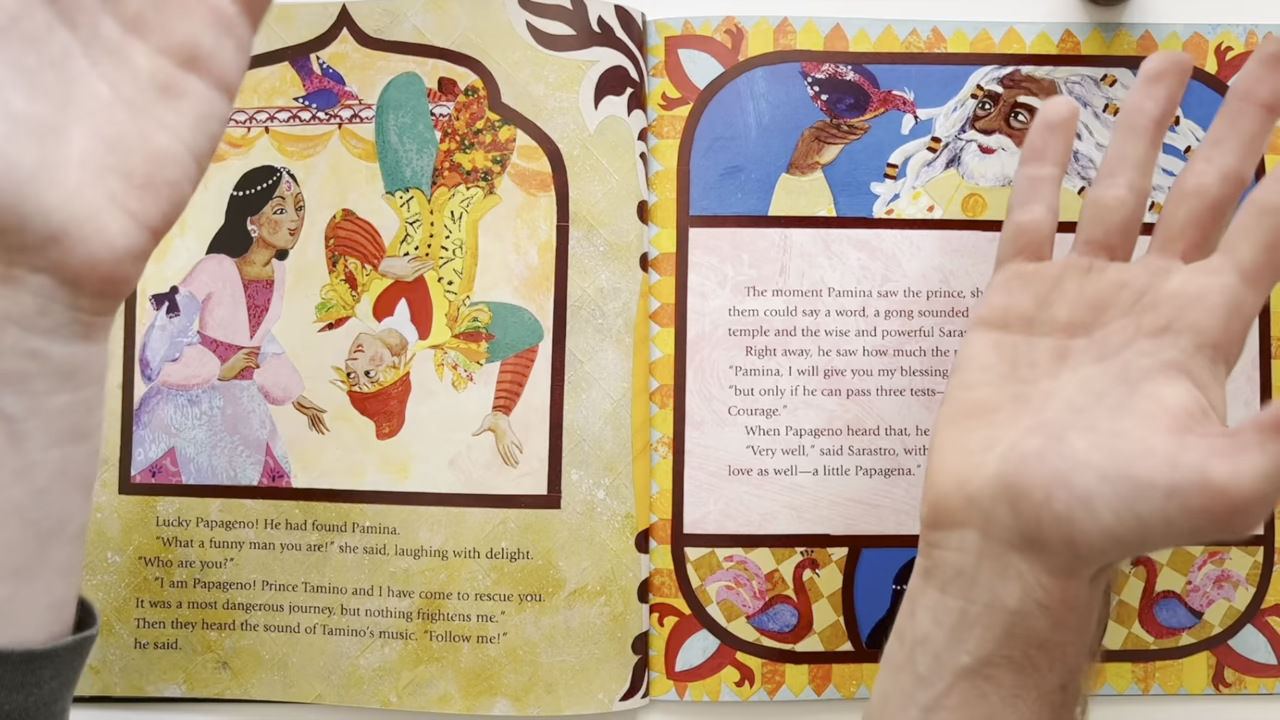 Lucky Papageno! He had found Pamina.
"What a funny man you are!" she said, laughing with delight.
"Who are you?"
"I am Papageno! Prince Tamino and I have come to rescue you.
It was a most dangerous journey, but nothing frightens me."
Then they heard the sound of Tamino's music. "Follow me!"
he said.
The moment Pamina saw the prince,
them could say a word, a gong sounded
temple and the wise and powerful
Right away, he saw how much the
"Pamina, I will give you my blessing
"but only if he can pass three tests—
Courage."
When Papageno heard that, he
"Very well," said Sarastro, with
love as well—a little Papagena."